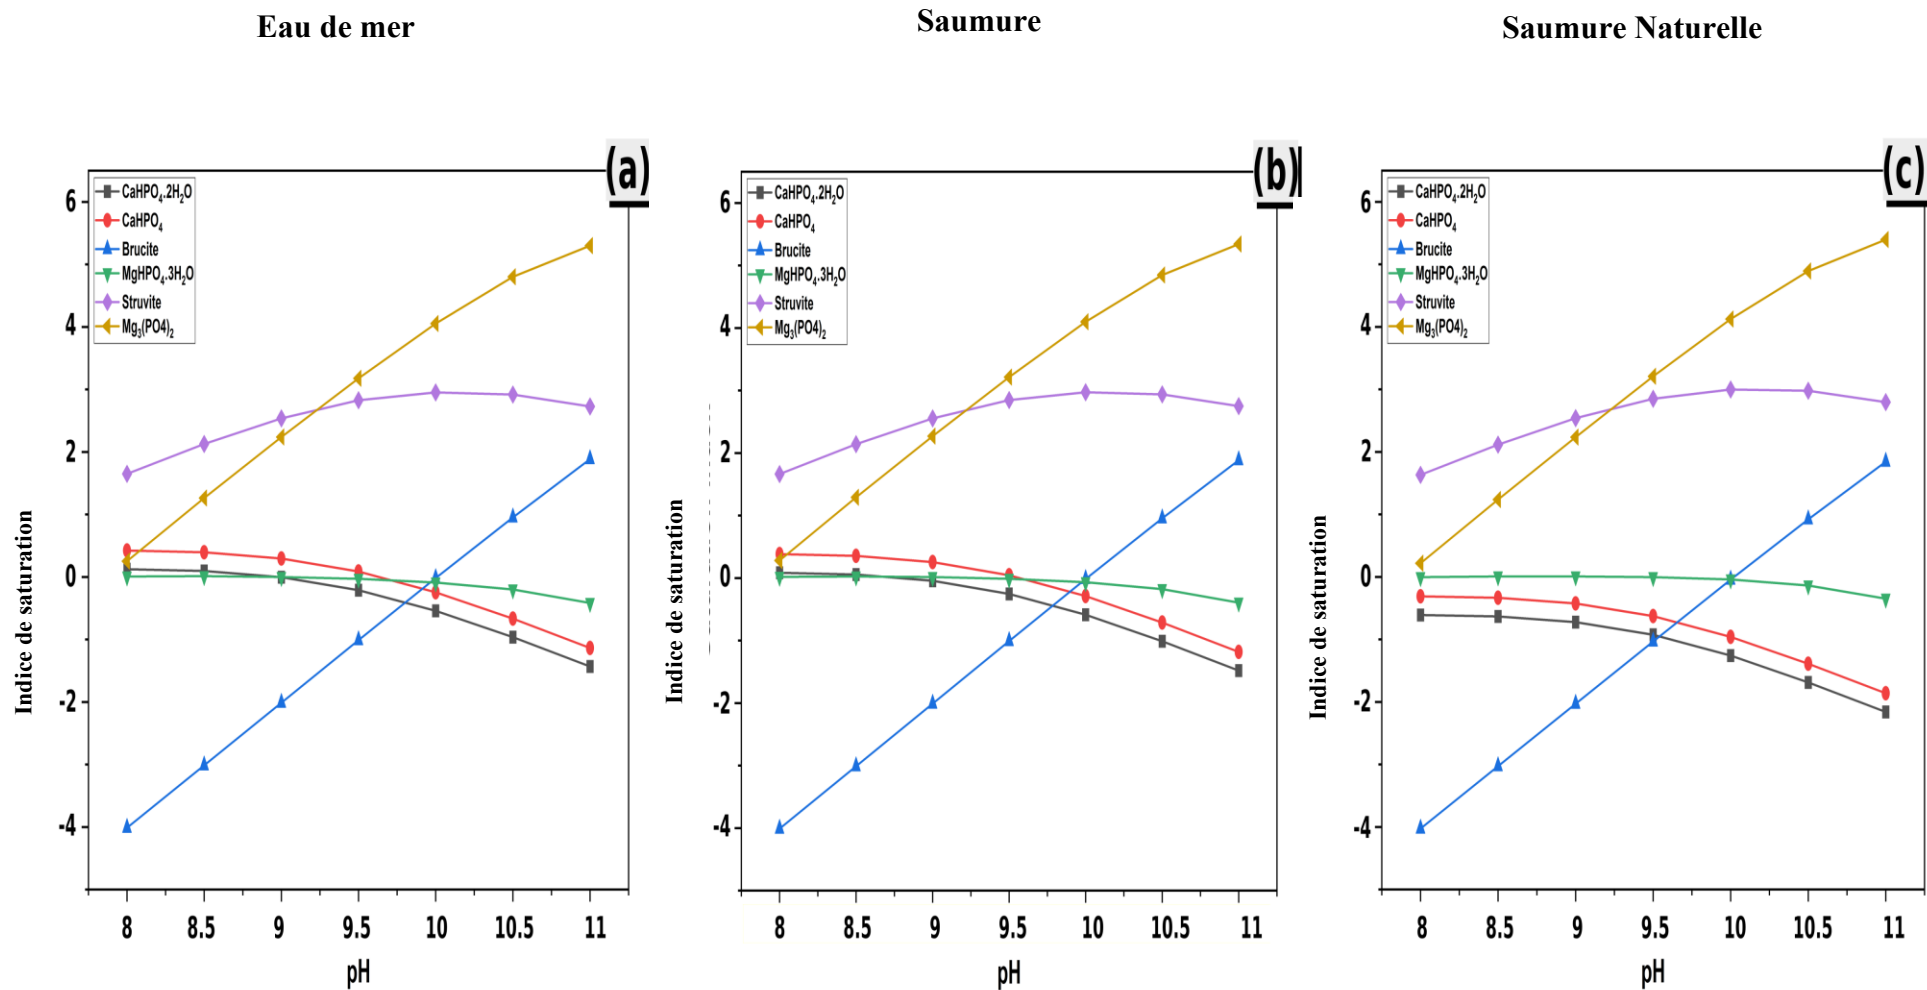 Eau de mer
Saumure
Saumure Naturelle
(a)
CaHPO₄.2H₂O
CaHPO₄
Brucite
MgHPO₄.3H₂O
Struvite
Mg₃(PO4)₂
6
4
2
0
-2
-4
Indice de saturation
8
8.5
9
9.5
10
10.5
11
pH
(b)
CaHPO₄.2H₂O
CaHPO₄
Brucite
MgHPO₄.3H₂O
Struvite
Mg₃(PO4)₂
6
4
2
0
-2
-4
Indice de saturation
8
8.5
9
9.5
10
10.5
11
pH
(c)
CaHPO₄.2H₂O
CaHPO₄
Brucite
MgHPO₄.3H₂O
Struvite
Mg₃(PO4)₂
6
4
2
0
-2
-4
Indice de saturation
8
8.5
9
9.5
10
10.5
11
pH